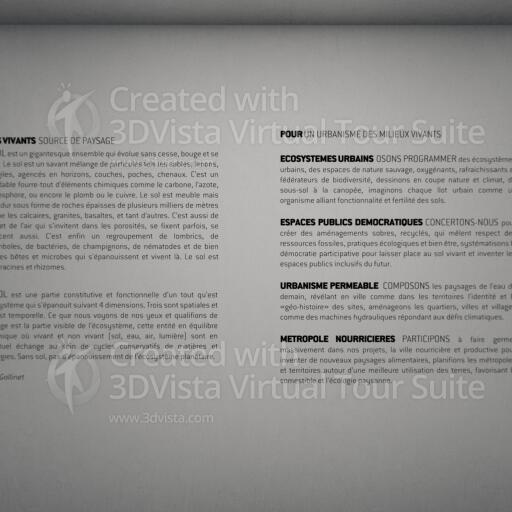 Created with
3DVista Virtual Tour Suite
VIVANTS SOURCE DE PAYSAGE
est un gigantesque ensemble qui évolue sans cesse, bouge et se
Le sol est un savant mélange de particules tels les sables, limons,
agencés en horizons, couches, poches, chenaux. C'est un
fourre-tout d'éléments chimiques comme le carbone, l'azote,
ou encore le plomb ou le cuivre. Le sol est meuble mais
dur sous forme de roches épaisses de plusieurs milliers de mètres
les calcaires, granites, basaltes, et tant d'autres. C'est aussi de
et de l'air qui s'invitent dans les porosités, se fixent parfois, se
aussi. C'est enfin un regroupement de lombrics, de
de bactéries, de champignons, de nématodes et de bien
bêtes et microbes qui s'épanouissent et vivent là. Le sol est
racines et rhizomes.
est une partie constitutive et fonctionnelle d'un tout qu'est
qui s'épanouit suivant 4 dimensions. Trois sont spatiales et
est temporelle. Ce que nous voyons de nos yeux et qualifions de
est la partie visible de l'écosystème, cette entité en équilibre
où vivant et non vivant (sol, eau, air, lumière) sont en
échange au sein de cycles conservatifs de matières et
Sans sol, pas d'épanouissement de l'écosystème planétaire.
Gollinet
POUR UN URBANISME DES MILIEUX VIVANTS
ECOSYSTEMES URBAINS OSONS PROGRAMMER des écosystème
urbains, des espaces de nature sauvage, oxygénants, rafraichissants
fédérateurs de biodiversité, dessinons en coupe nature et climat, d
sous-sol à la canopée, imaginons chaque îlot urbain comme u
organisme alliant fonctionnalité et fertilité des sols.
ESPACES PUBLICS DEMOCRATIQUES CONCERTONS-NOUS pou
créer des aménagements sobres, recyclés, qui mêlent respect de
ressources fossiles, pratiques écologiques et bien être, systématisons
démocratie participative pour laisser place au sol vivant et inventer le
espaces publics inclusifs du futur.
URBANISME PERMEABLE COMPOSONS les paysages de l'eau d
demain, révélant en ville comme dans les territoires l'identité et
«géo-histoire» des sites, aménageons les quartiers, villes et village
comme des machines hydrauliques répondant aux défis climatiques.
METROPOLE NOURRICIERES PARTICIPONS à faire germe
massivement dans nos projets, la ville nourricière et productive pou
inventer de nouveaux paysages alimentaires, planifions les métropole
et territoires autour d'une meilleure utilisation des terres, favorisant
comestible et l'écologie paysanne.
Created with
3DVista Virtual Tour Suite
www.3dvista.com